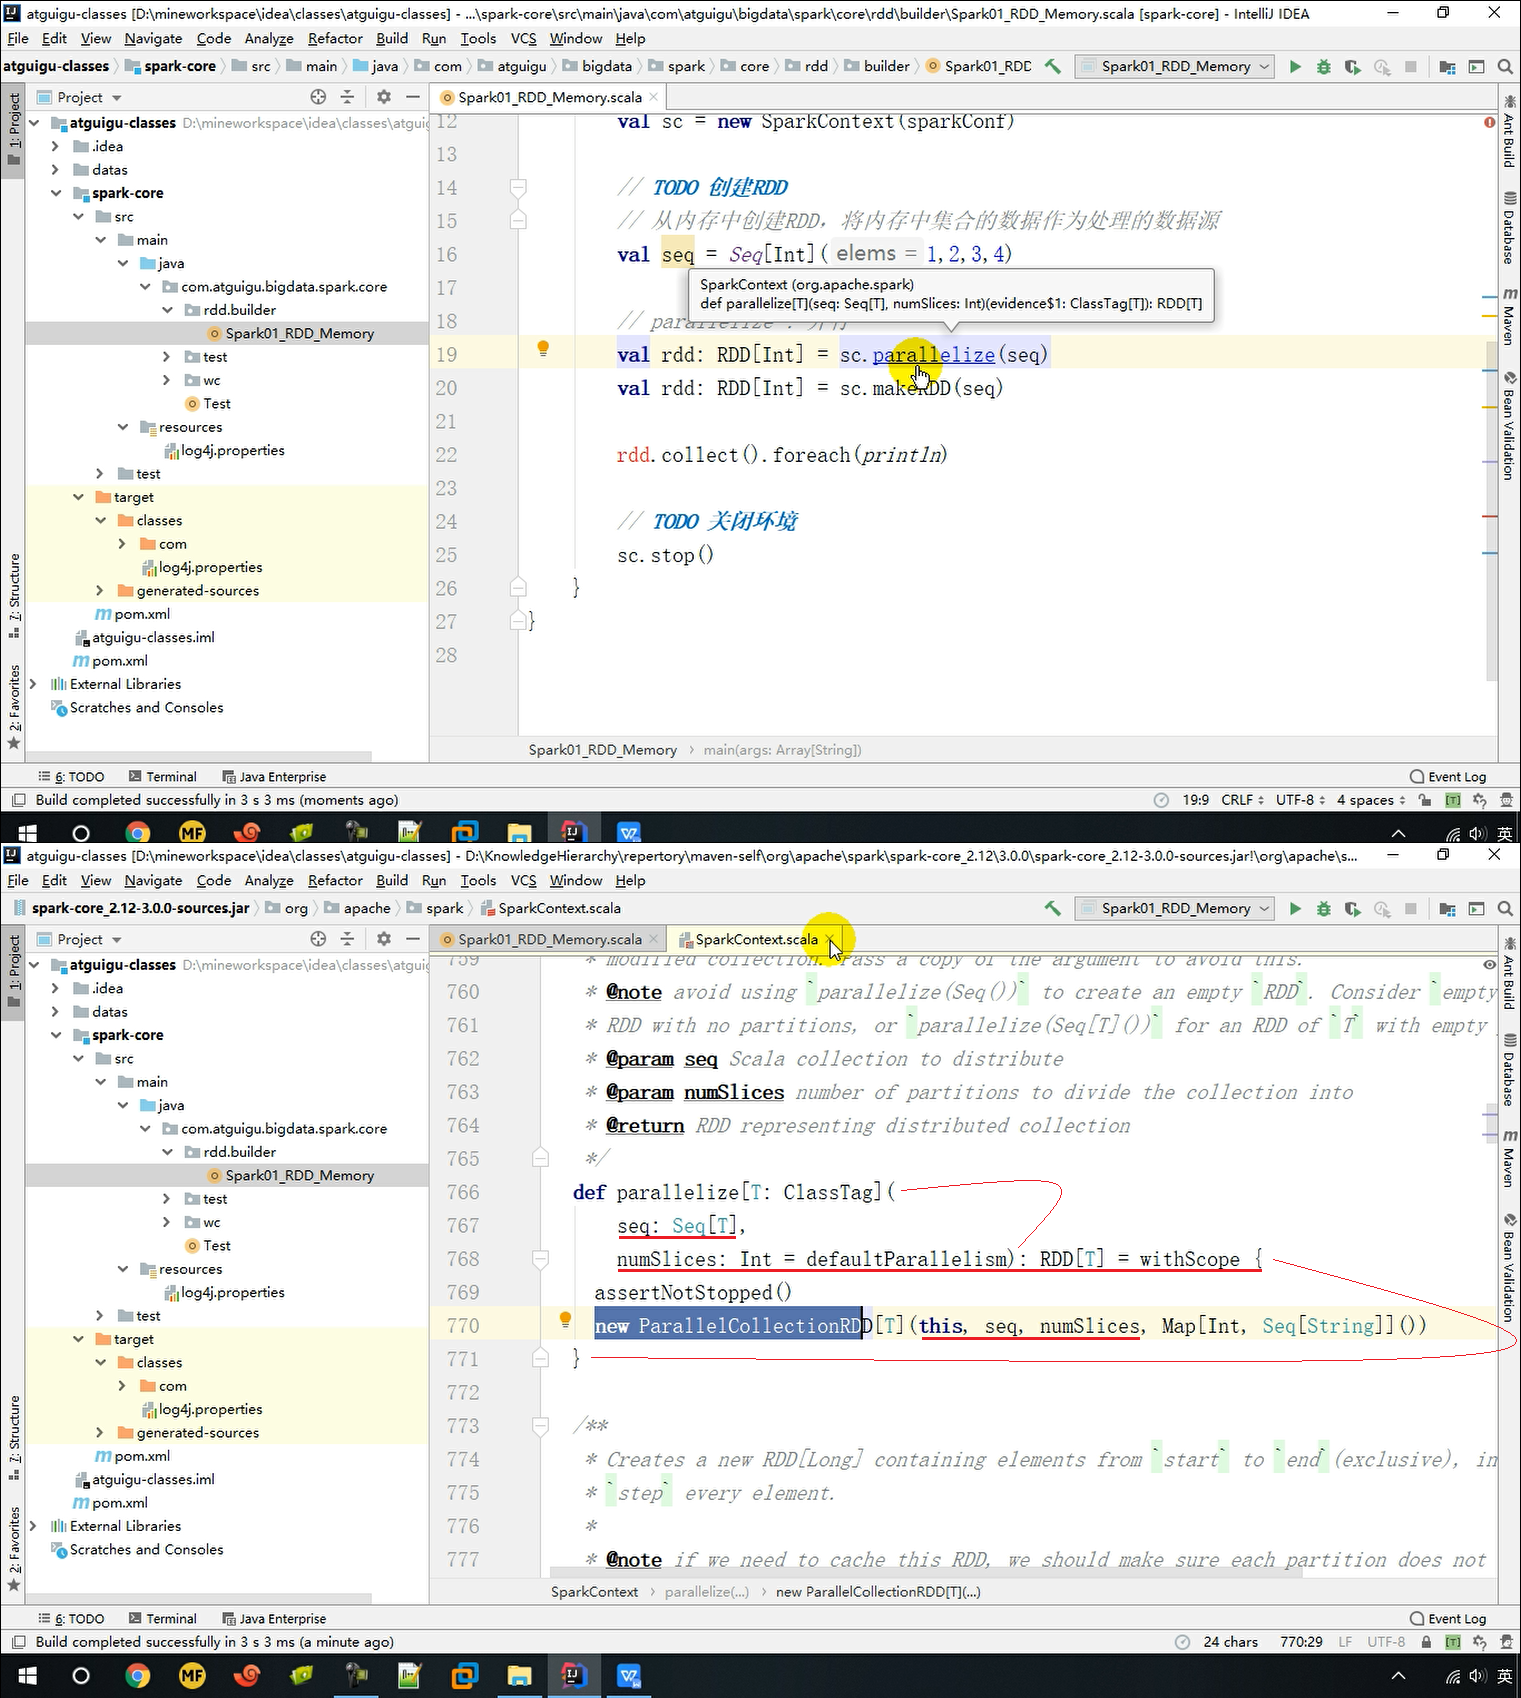 atguigu-classes [D:\mineworkspace\idea\classes\atguigu-classes] - ...\spark-core\src\main\java\com\atguigu\bigdata\spark\core\rdd\builder\Spark01_RDD_Memory.scala [spark-core] - IntelliJ IDEA
File Edit View Navigate Code Analyze Refactor Build Run Tools VCS Window Help
atguigu-classes spark-core src main java com atguigu bigdata spark core rdd builder Spark01_RDD Spark01_RDD_Memory
Project
Spark01_RDD_Memory.scala
1: Project
7: Structure
2: Favorites
atguigu-classes D:\mineworkspace\idea\classes\atgui
.idea
datas
spark-core
src
main
java
com.atguigu.bigdata.spark.core
rdd.builder
Spark01_RDD_Memory
test
wc
Test
resources
log4j.properties
test
target
classes
com
log4j.properties
generated-sources
pom.xml
atguigu-classes.iml
pom.xml
External Libraries
Scratches and Consoles
12 val sc = new SparkContext(sparkConf)
13
14 // TODO 创建RDD
15 // 从内存中创建RDD, 将内存中集合的数据作为处理的数据源
16 val seq = Seq[Int]( elems = 1,2,3,4)
17
SparkContext (org.apache.spark)
def parallelize[T](seq: Seq[T], numSlices: Int)(evidence$1: ClassTag[T]): RDD[T]
18 // parallelize :
19 val rdd: RDD[Int] = sc.parallelize(seq)
20 val rdd: RDD[Int] = sc.makeRDD(seq)
21
22 rdd.collect().foreach(println)
23
24 // TODO 关闭环境
25 sc.stop()
26 }
27 }
28
Ant Build
Database
Maven
Bean Validation
Spark01_RDD_Memory main(args: Array[String])
6: TODO Terminal Java Enterprise Event Log
Build completed successfully in 3 s 3 ms (moments ago) 19:9 CRLF UTF-8 4 spaces
MF 英
atguigu-classes [D:\mineworkspace\idea\classes\atguigu-classes] - D:\KnowledgeHierarchy\repertory\maven-self\org\apache\spark\spark-core_2.12\3.0.0\spark-core_2.12-3.0.0-sources.jar!\org\apache\s...
File Edit View Navigate Code Analyze Refactor Build Run Tools VCS Window Help
spark-core_2.12-3.0.0-sources.jar org apache spark SparkContext.scala Spark01_RDD_Memory
Project
Spark01_RDD_Memory.scala SparkContext.scala
1: Project
7: Structure
2: Favorites
atguigu-classes D:\mineworkspace\idea\classes\atgui
.idea
datas
spark-core
src
main
java
com.atguigu.bigdata.spark.core
rdd.builder
Spark01_RDD_Memory
test
wc
Test
resources
log4j.properties
test
target
classes
com
log4j.properties
generated-sources
pom.xml
atguigu-classes.iml
pom.xml
External Libraries
Scratches and Consoles
759 * modified collection. Pass a copy of the argument to avoid this.
760 * @note avoid using `parallelize(Seq())` to create an empty `RDD`. Consider `empty
761 * RDD with no partitions, or `parallelize(Seq[T]())` for an RDD of `T` with empty
762 * @param seq Scala collection to distribute
763 * @param numSlices number of partitions to divide the collection into
764 * @return RDD representing distributed collection
765 */
766 def parallelize[T: ClassTag](
767 seq: Seq[T],
768 numSlices: Int = defaultParallelism): RDD[T] = withScope {
769 assertNotStopped()
770 new ParallelCollectionRDD[T](this, seq, numSlices, Map[Int, Seq[String]]())
771 }
772
773 /**
774 * Creates a new RDD[Long] containing elements from `start` to `end`(exclusive), in
775 * `step` every element.
776 *
777 * @note if we need to cache this RDD, we should make sure each partition does not
Ant Build
Database
Maven
Bean Validation
SparkContext parallelize(...) new ParallelCollectionRDD[T](...)
6: TODO Terminal Java Enterprise Event Log
Build completed successfully in 3 s 3 ms (a minute ago) 24 chars 770:29 LF UTF-8
MF 英